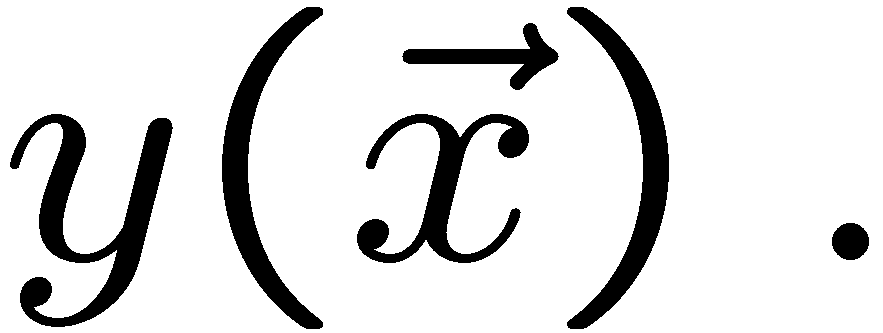 y(x⃗) .